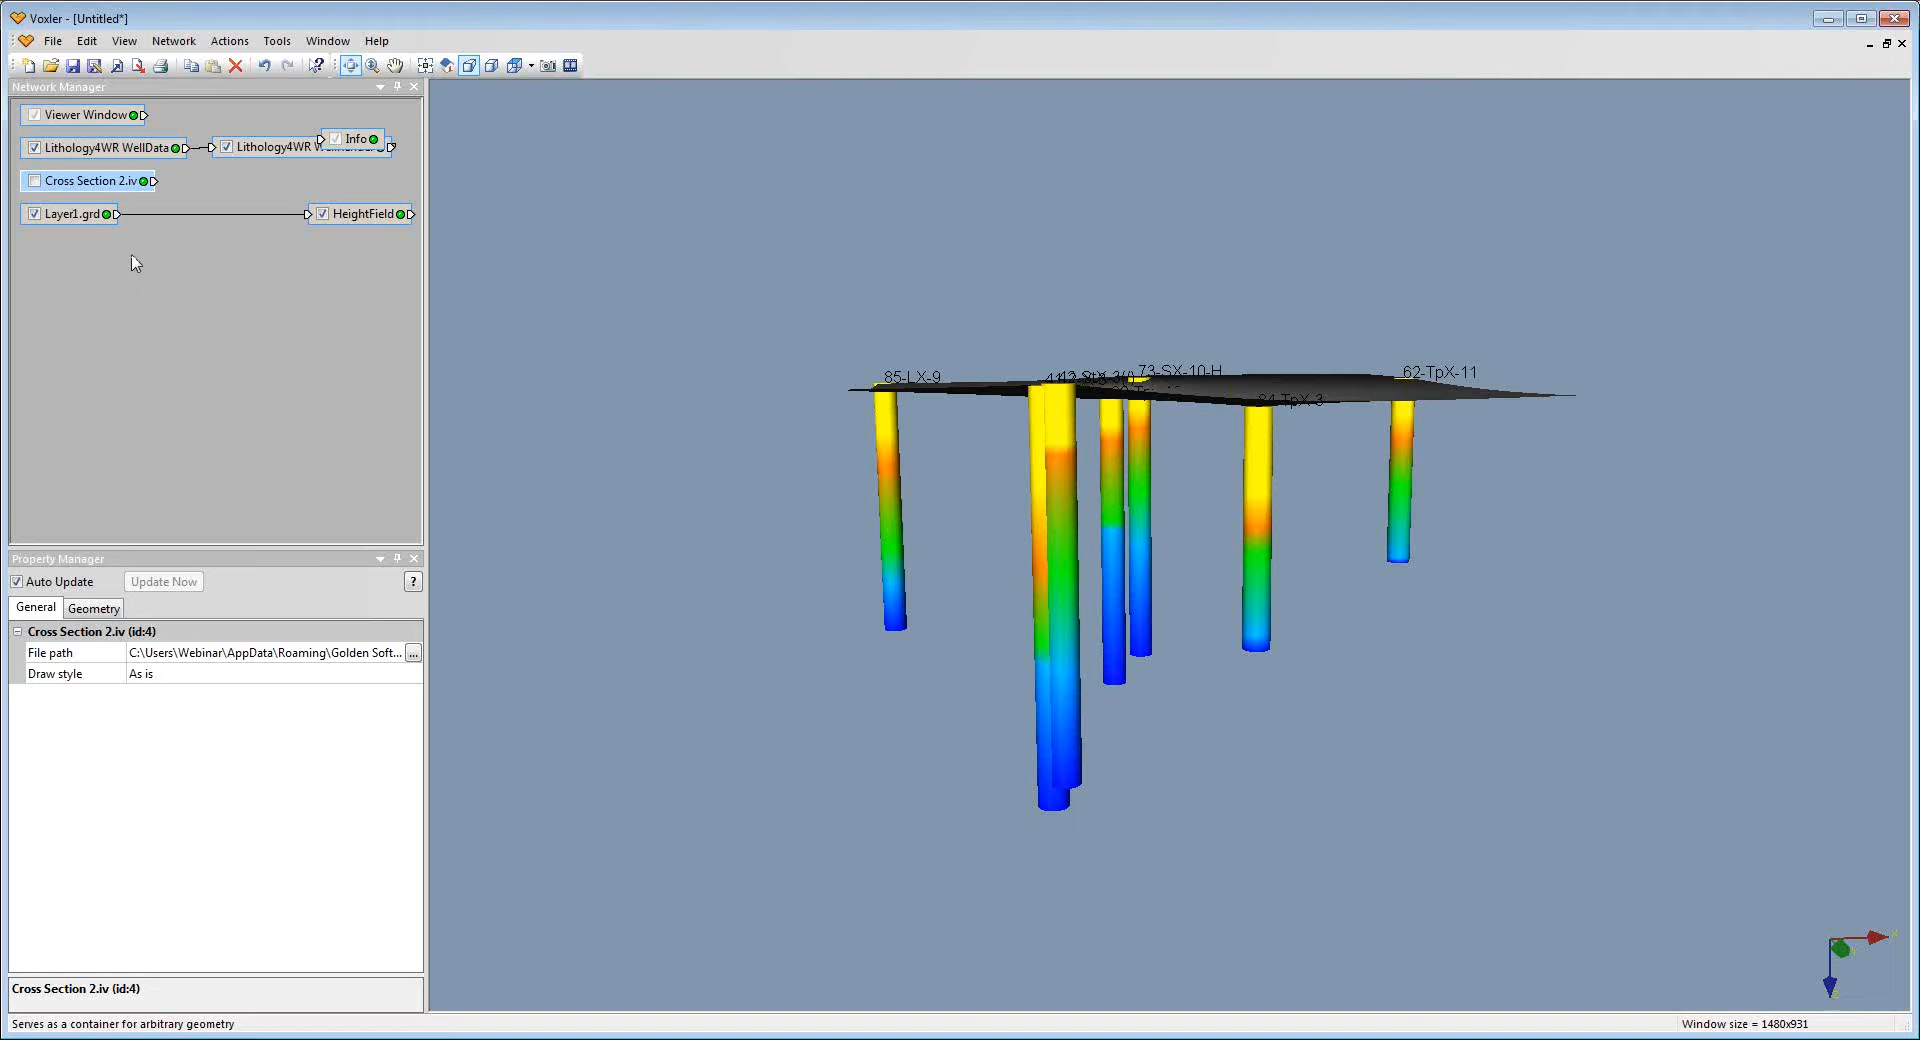 Voxler - [Untitled*]
File Edit View Network Actions Tools Window Help
Network Manager
Viewer Window
Info
Lithology4WR WellData
Lithology4WR
Cross Section 2.iv
Layer1.grd
HeightField
85-LX-9
73-SX-10-H
62-TpX-11
84-TpX-3
Property Manager
Auto Update
Update Now
?
General
Geometry
Cross Section 2.iv (id:4)
File path
C:\Users\Webinar\AppData\Roaming\Golden Soft...
...
Draw style
As is
Cross Section 2.iv (id:4)
Serves as a container for arbitrary geometry
Window size = 1480x931